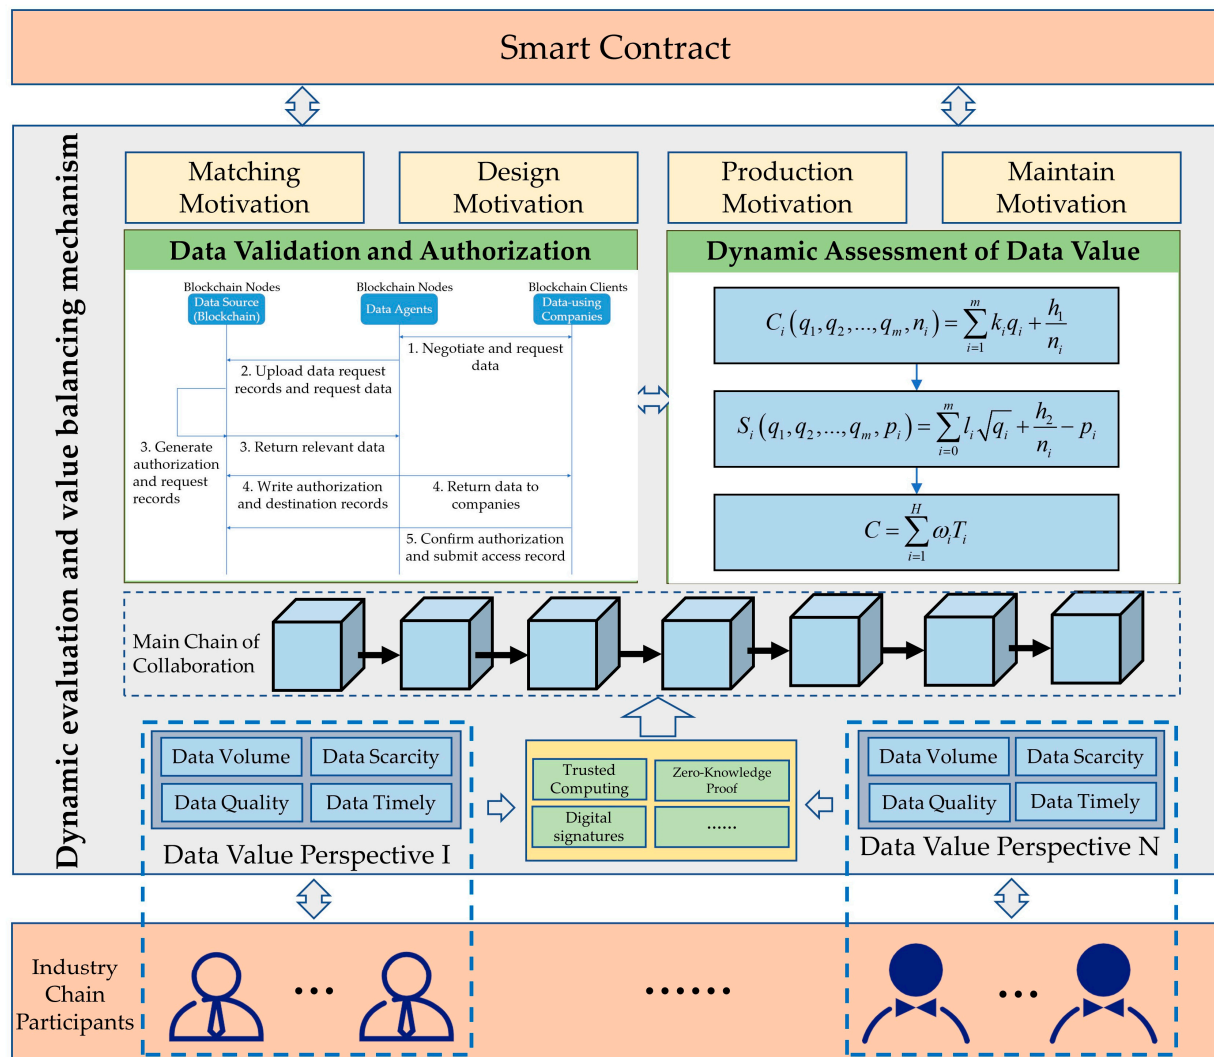 Smart Contract
Dynamic evaluation and value balancing mechanism
Matching
Motivation
Design
Motivation
Production
Motivation
Maintain
Motivation
Data Validation and Authorization
Blockchain Nodes
Data Source
(Blockchain)
Blockchain Nodes
Data Agents
Blockchain Clients
Data-using
Companies
1. Negotiate and request
data
2. Upload data request
records and request data
3. Generate
authorization
and request
records
3. Return relevant data
4. Write authorization
and destination records
4. Return data to
companies
5. Confirm authorization
and submit access record
Dynamic Assessment of Data Value
C_i(q_1, q_2, ..., q_m, n_i) = \sum_{i=1}^{m} k_i q_i + \frac{h_1}{n_i}
S_i(q_1, q_2, ..., q_m, p_i) = \sum_{i=0}^{m} l_i \sqrt{q_i} + \frac{h_2}{n_i} - p_i
C = \sum_{i=1}^{H} \omega_i T_i
Main Chain of
Collaboration
Data Volume
Data Scarcity
Data Quality
Data Timely
Data Value Perspective I
Trusted
Computing
Zero-Knowledge
Proof
Digital
signatures
......
Data Volume
Data Scarcity
Data Quality
Data Timely
Data Value Perspective N
Industry
Chain
Participants
...
......
...